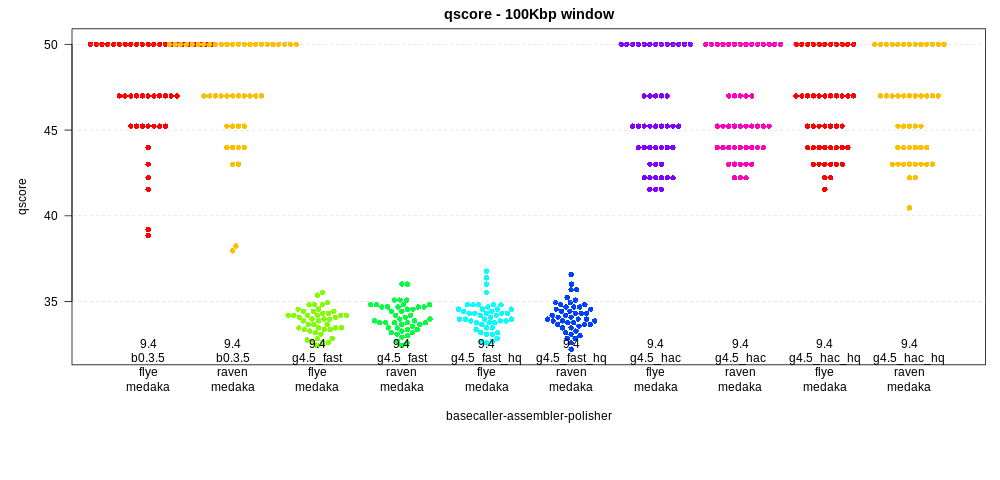 qscore - 100Kbp window
50
45
40
35
qscore
9.4 9.4 9.4 9.4 9.4 9.4 9.4 9.4 9.4 9.4
b0.3.5 b0.3.5 g4.5_fast g4.5_fast g4.5_fast_hq g4.5_fast_hq g4.5_hac g4.5_hac g4.5_hac_hq g4.5_hac_hq
flye raven flye raven flye raven flye raven flye raven
medaka medaka medaka medaka medaka medaka medaka medaka medaka medaka
basecaller-assembler-polisher